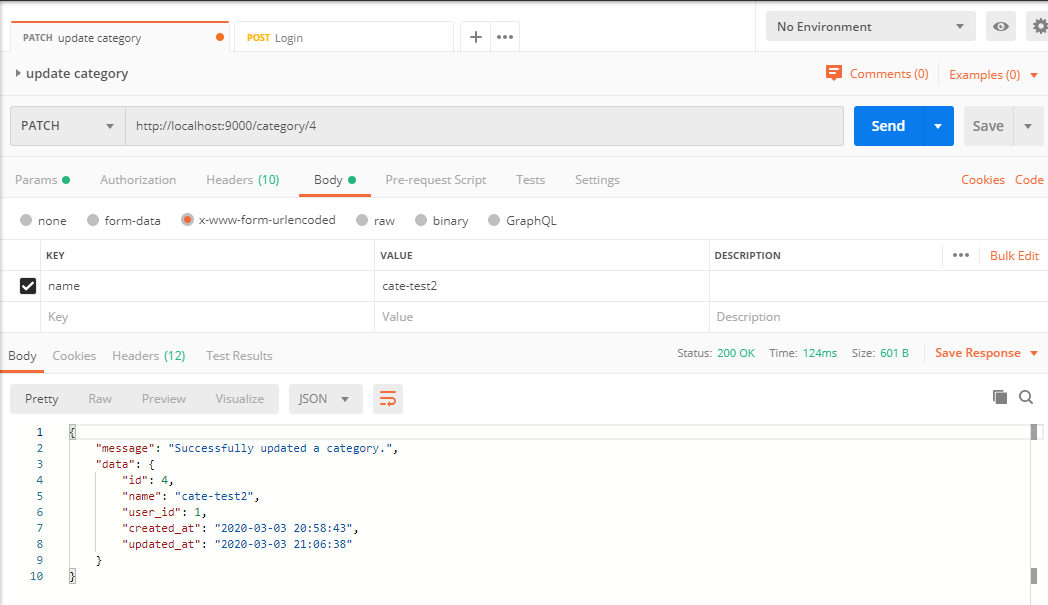 PATCH update category
POST Login
+ •••
No Environment
update category
Comments (0)
Examples (0)
PATCH
http://localhost:9000/category/4
Send
Save
Params
Authorization
Headers (10)
Body
Pre-request Script
Tests
Settings
Cookies
Code
none
form-data
x-www-form-urlencoded
raw
binary
GraphQL
KEY
VALUE
DESCRIPTION
•••
Bulk Edit
name
cate-test2
Key
Value
Description
Body
Cookies
Headers (12)
Test Results
Status: 200 OK
Time: 124ms
Size: 601 B
Save Response
Pretty
Raw
Preview
Visualize
JSON
1 {
2 "message": "Successfully updated a category.",
3 "data": {
4 "id": 4,
5 "name": "cate-test2",
6 "user_id": 1,
7 "created_at": "2020-03-03 20:58:43",
8 "updated_at": "2020-03-03 21:06:38"
9 }
10 }